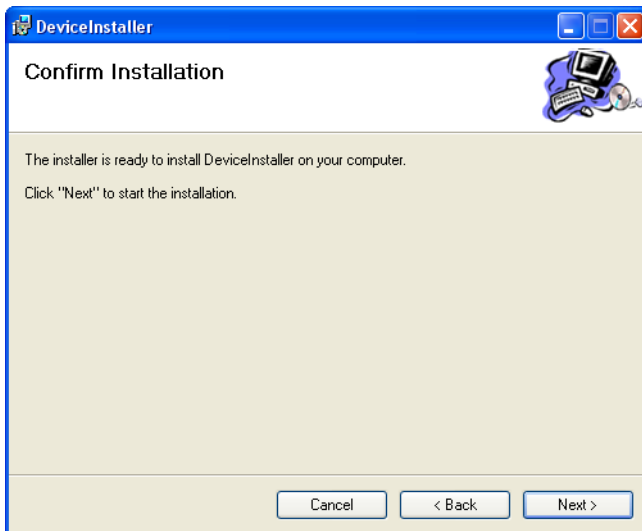 DeviceInstaller
Confirm Installation
The installer is ready to install DeviceInstaller on your computer.
Click "Next" to start the installation.
Cancel
< Back
Next >